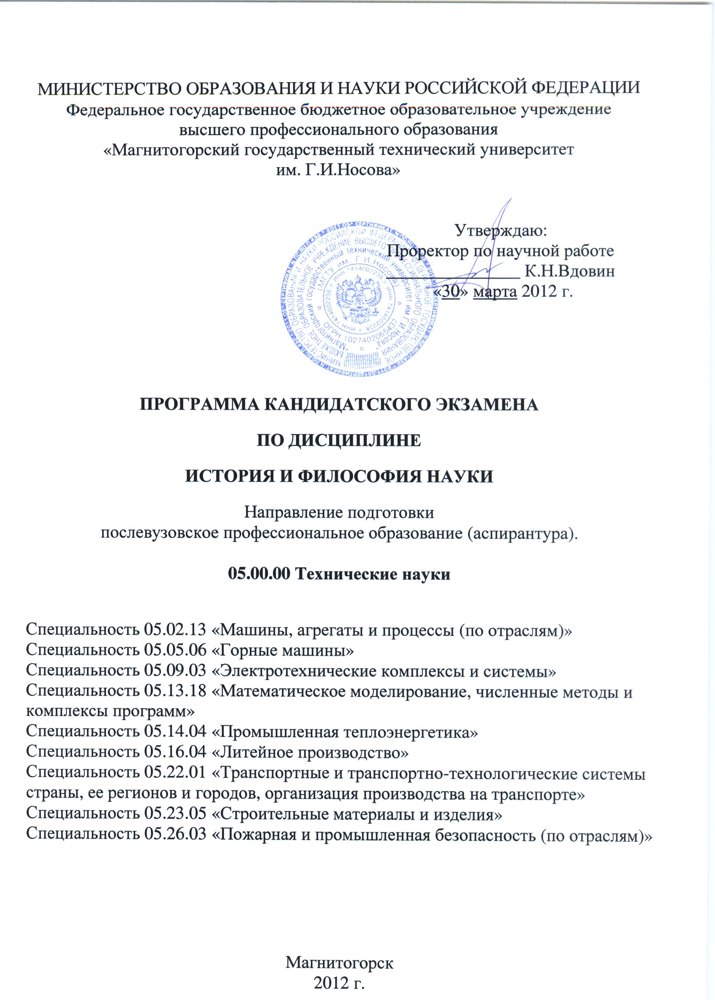 МИНИСТЕРСТВО ОБРАЗОВАНИЯ И НАУКИ РОССИЙСКОЙ ФЕДЕРАЦИИ
Федеральное государственное бюджетное образовательное учреждение
высшего профессионального образования
«Магнитогорский государственный технический университет
им. Г.И.Носова»
Утверждаю:
Проректор по научной работе
К.Н.Вдовин
«30» марта 2012 г.
МИНИСТЕРСТВО ОБРАЗОВАНИЯ И НАУКИ РОССИЙСКОЙ ФЕДЕРАЦИИ ФЕДЕРАЛЬНОЕ ГОСУДАРСТВЕННОЕ
БЮДЖЕТНОЕ ОБРАЗОВАТЕЛЬНОЕ УЧРЕЖДЕНИЕ ВЫСШЕГО ПРОФЕССИОНАЛЬНОГО ОБРАЗОВАНИЯ
"Магнитогорский государственный технический университет им. Г.И.Носова"
(МГТУ им. Г И Носова)
ОГРН 1027402065437
ИНН 7414002238 ИНН 7414002238 ИНН 7414002238
ПРОГРАММА КАНДИДАТСКОГО ЭКЗАМЕНА
ПО ДИСЦИПЛИНЕ
ИСТОРИЯ И ФИЛОСОФИЯ НАУКИ
Направление подготовки
послевузовское профессиональное образование (аспирантура).
05.00.00 Технические науки
Специальность 05.02.13 «Машины, агрегаты и процессы (по отраслям)»
Специальность 05.05.06 «Горные машины»
Специальность 05.09.03 «Электротехнические комплексы и системы»
Специальность 05.13.18 «Математическое моделирование, численные методы и
комплексы программ»
Специальность 05.14.04 «Промышленная теплоэнергетика»
Специальность 05.16.04 «Литейное производство»
Специальность 05.22.01 «Транспортные и транспортно-технологические системы
страны, ее регионов и городов, организация производства на транспорте»
Специальность 05.23.05 «Строительные материалы и изделия»
Специальность 05.26.03 «Пожарная и промышленная безопасность (по отраслям)»
Магнитогорск
2012 г.